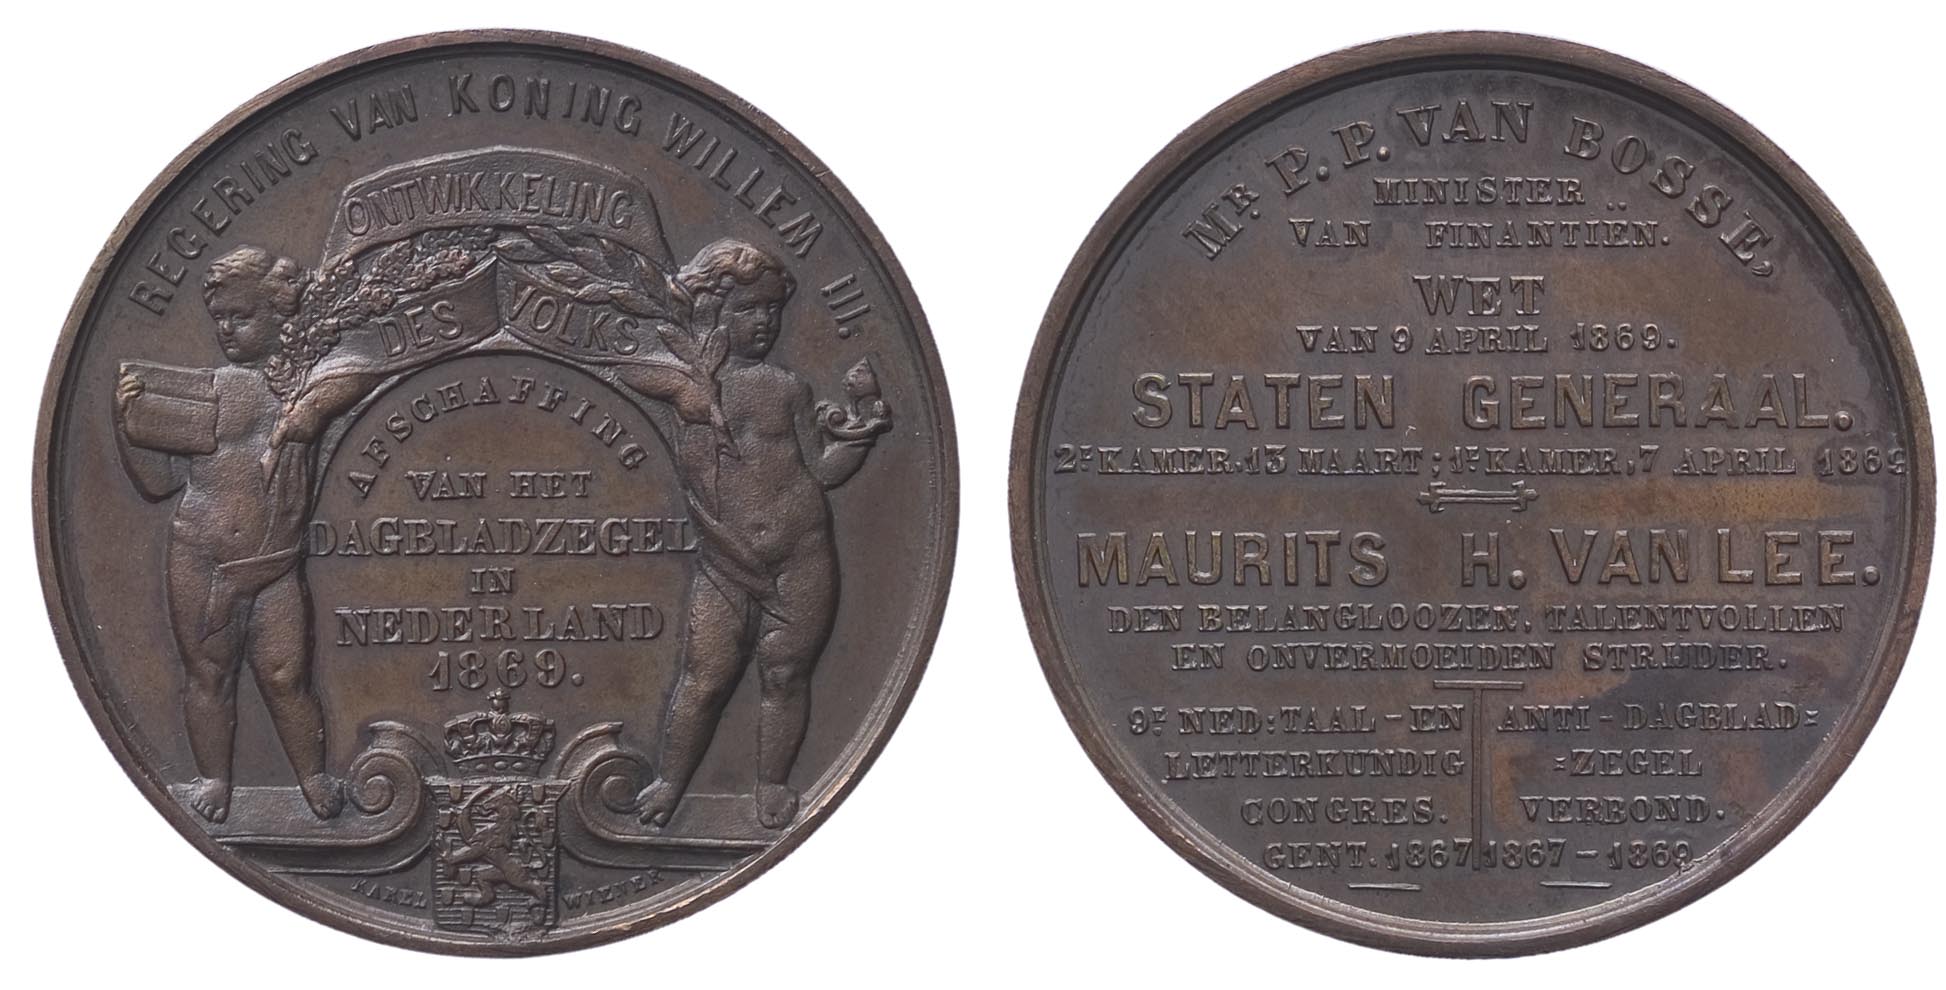 REGERING VAN KONING WILLEM III.
ONTWIKKELING
DES VOLKS
AFSCHAFFING
VAN HET
DAGBLADZEGEL
IN
NEDERLAND
1869.
KAREL WIENER
MR. P. P. VAN BOSSE,
MINISTER
VAN FINANTIËN.
WET
VAN 9 APRIL 1869.
STATEN GENERAAL.
2E KAMER. 13 MAART; 1E KAMER, 7 APRIL 1869
MAURITS H. VAN LEE.
DEN BELANGLOOZEN, TALENTVOLLEN
EN ONVERMOEIDEN STRIJDER.
9E NED: TAAL-EN
LETTERKUNDIG
CONGRES.
GENT. 1867
ANTI-DAGBLAD=
=ZEGEL
VERBOND.
1867-1869